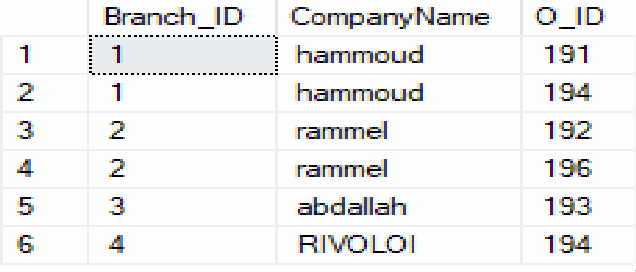 Branch_ID CompanyName O_ID
1 1 hammoud 191
2 1 hammoud 194
3 2 rammel 192
4 2 rammel 196
5 3 abdallah 193
6 4 RIVOLOI 194